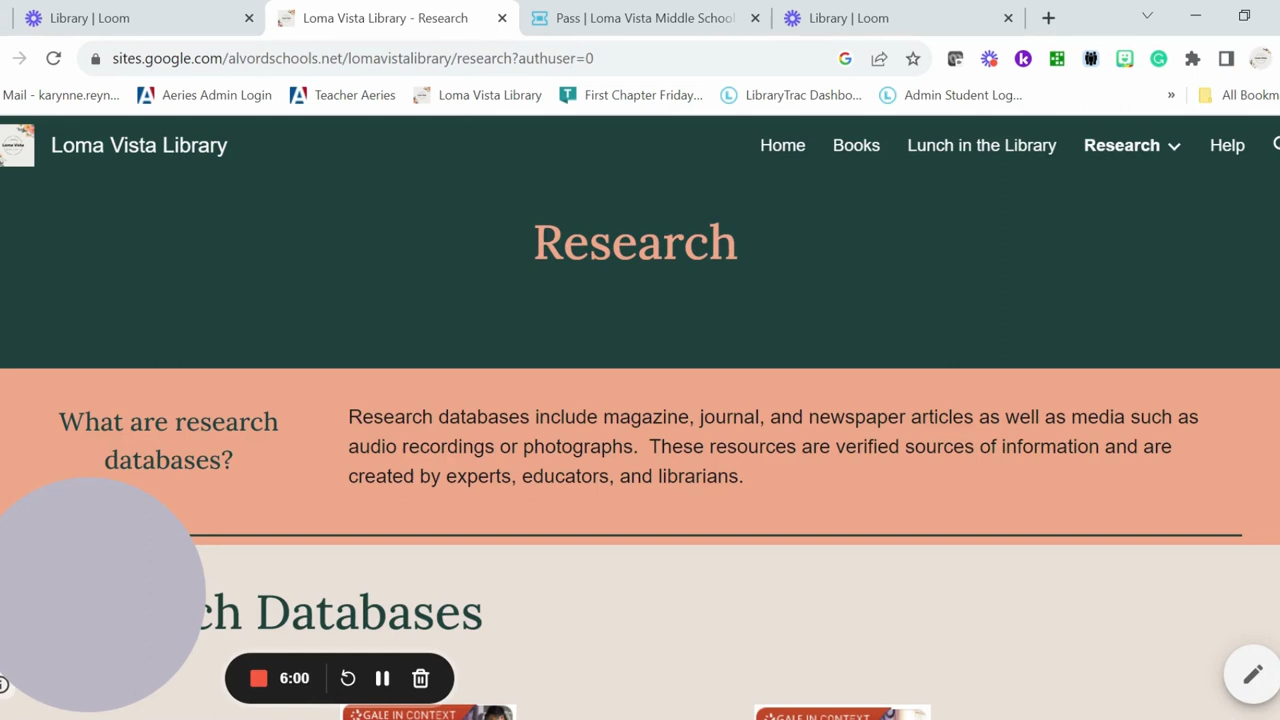 Library | Loom
Loma Vista Library - Research
Pass | Loma Vista Middle School
Library | Loom
sites.google.com/alvordschools.net/lomavistalibrary/research?authuser=0
Mail - karynne.reyn...
Aeries Admin Login
Teacher Aeries
Loma Vista Library
First Chapter Friday...
LibraryTrac Dashbo...
Admin Student Log...
»
All Bookm
Loma Vista Library
Home
Books
Lunch in the Library
Research
Help
Research
What are research
databases?
Research databases include magazine, journal, and newspaper articles as well as media such as
audio recordings or photographs.  These resources are verified sources of information and are
created by experts, educators, and librarians.
ch Databases
6:00
GALE IN CONTEXT
GALE IN CONTEXT